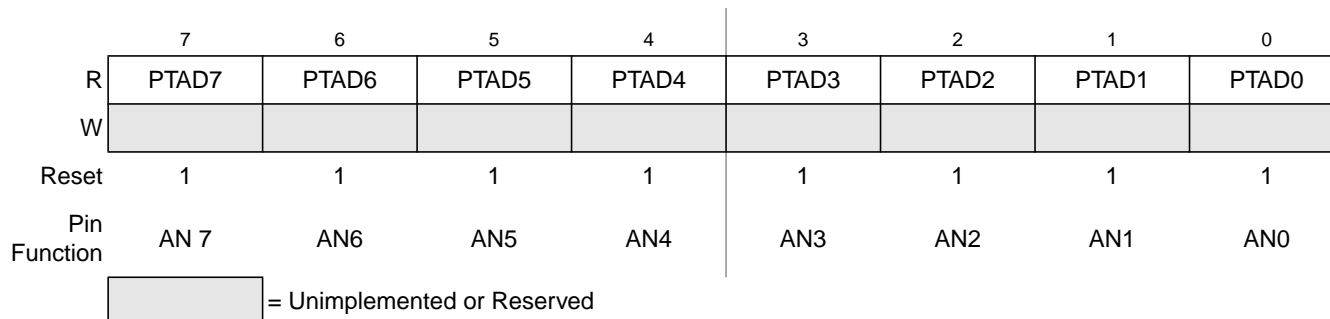 7 6 5 4 3 2 1 0
R PTAD7 PTAD6 PTAD5 PTAD4 PTAD3 PTAD2 PTAD1 PTAD0
W
Reset 1 1 1 1 1 1 1 1
Pin
Function AN 7 AN6 AN5 AN4 AN3 AN2 AN1 AN0
= Unimplemented or Reserved